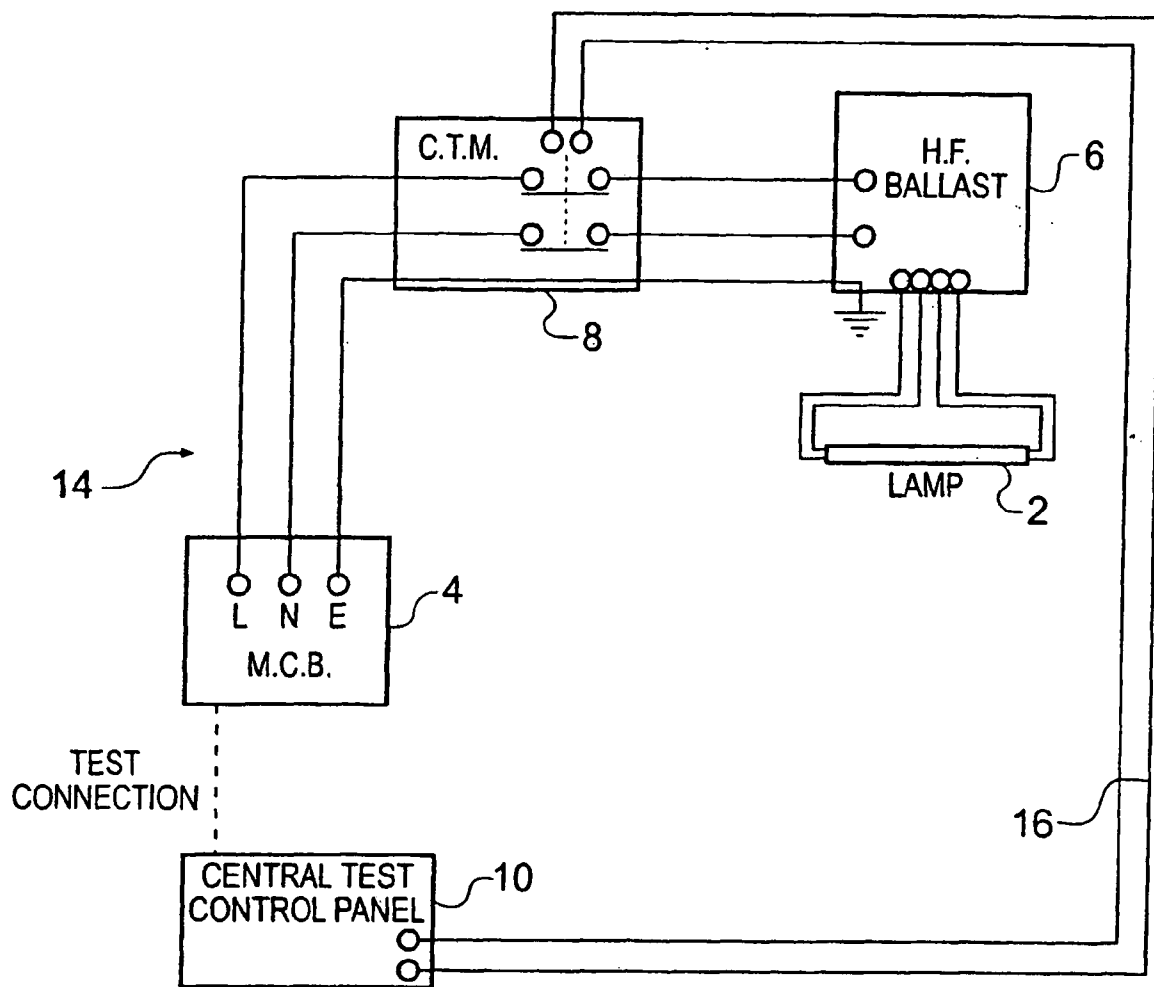 C.T.M.
H.F.
BALLAST
6
8
14
LAMP
2
L N E
4
M.C.B.
TEST
CONNECTION
16
CENTRAL TEST
CONTROL PANEL
10